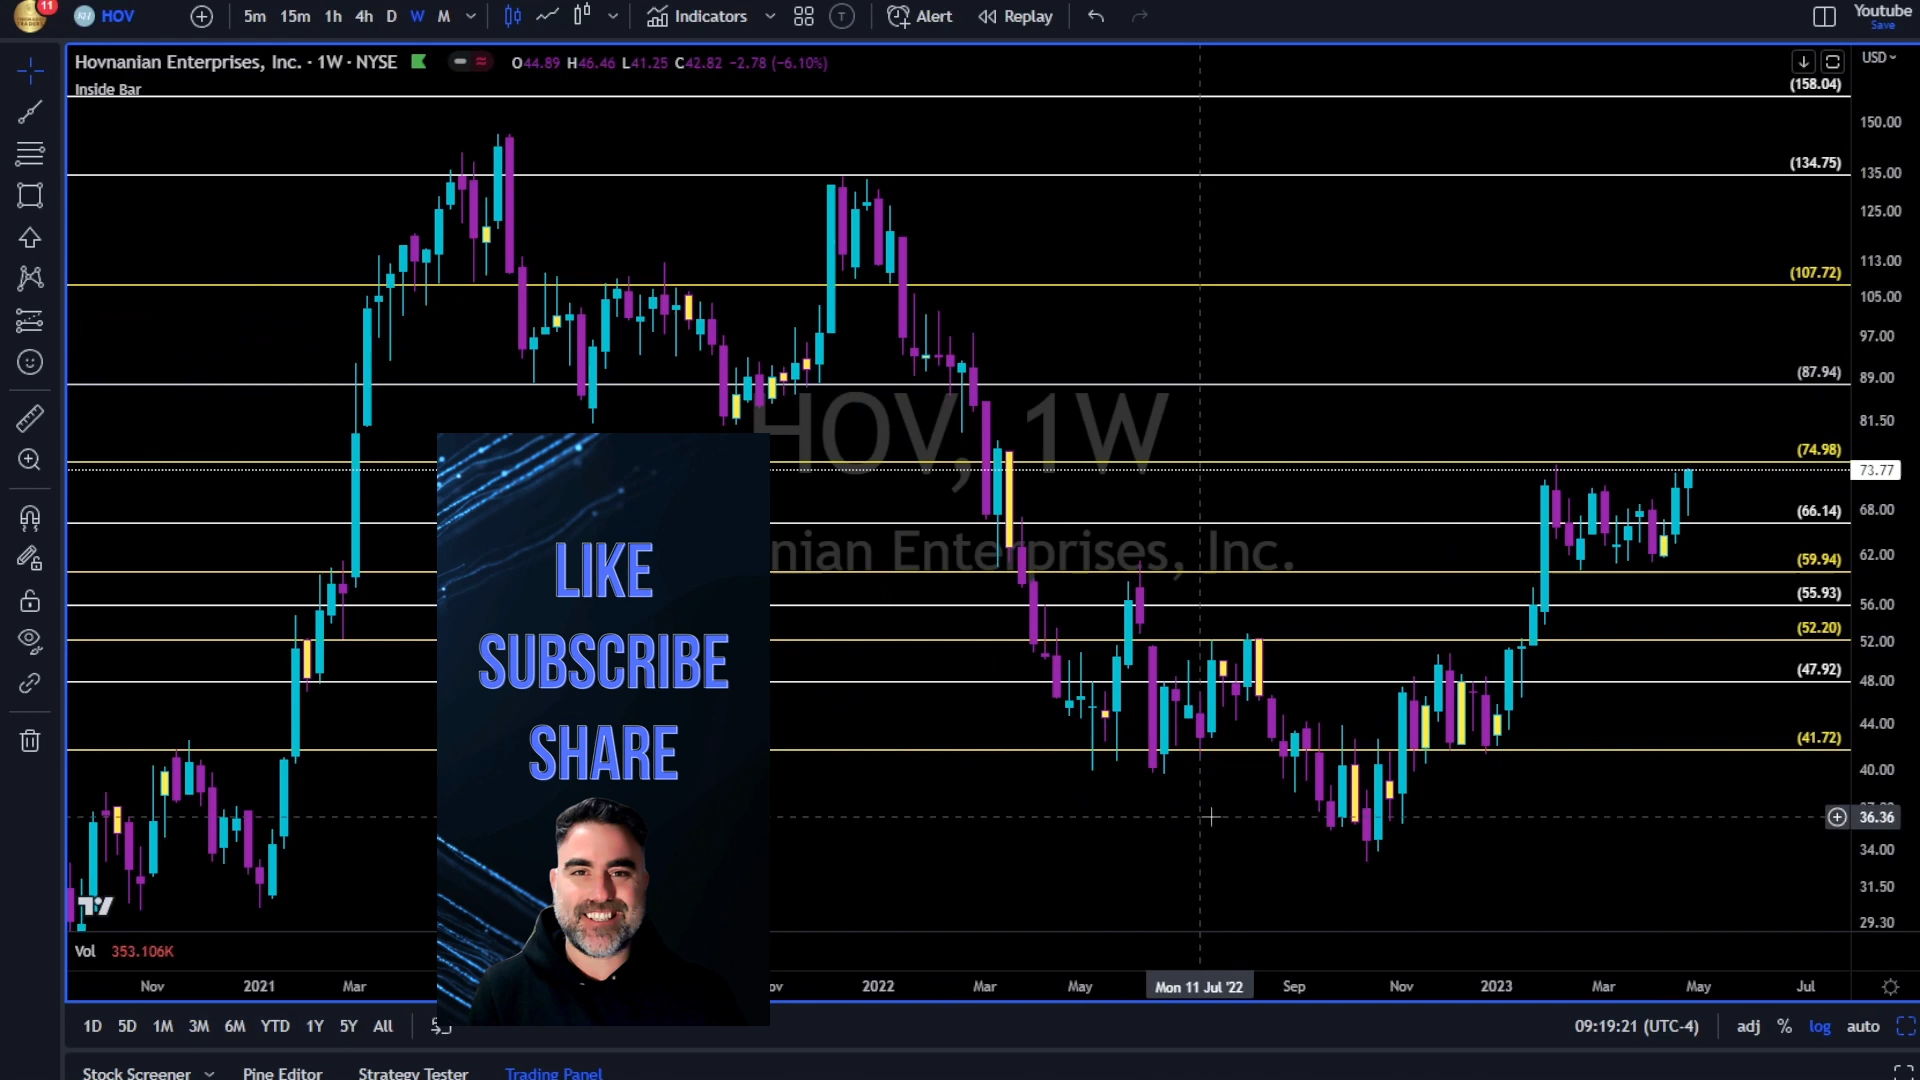 11 HOV 5m 15m 1h 4h D W M Indicators T Alert Replay Youtube
Save
Hovnanian Enterprises, Inc. · 1W · NYSE O44.89 H46.46 L41.25 C42.82 −2.78 (−6.10%) USD
Inside Bar
(158.04)
150.00
(134.75)
135.00
125.00
113.00
(107.72)
105.00
97.00
(87.94)
89.00
81.50
HOV, 1W
(74.98)
73.77
(66.14)
68.00
nian Enterprises, Inc.
62.00
(59.94)
(55.93)
56.00
(52.20)
52.00
(47.92)
48.00
44.00
(41.72)
40.00
36.36
34.00
31.50
29.30
LIKE
SUBSCRIBE
SHARE
Vol 353.106K
Nov 2021 Mar ov 2022 Mar May Mon 11 Jul '22 Sep Nov 2023 Mar May Jul
1D 5D 1M 3M 6M YTD 1Y 5Y All 09:19:21 (UTC-4) adj % log auto
Stock Screener Pine Editor Strategy Tester Trading Panel